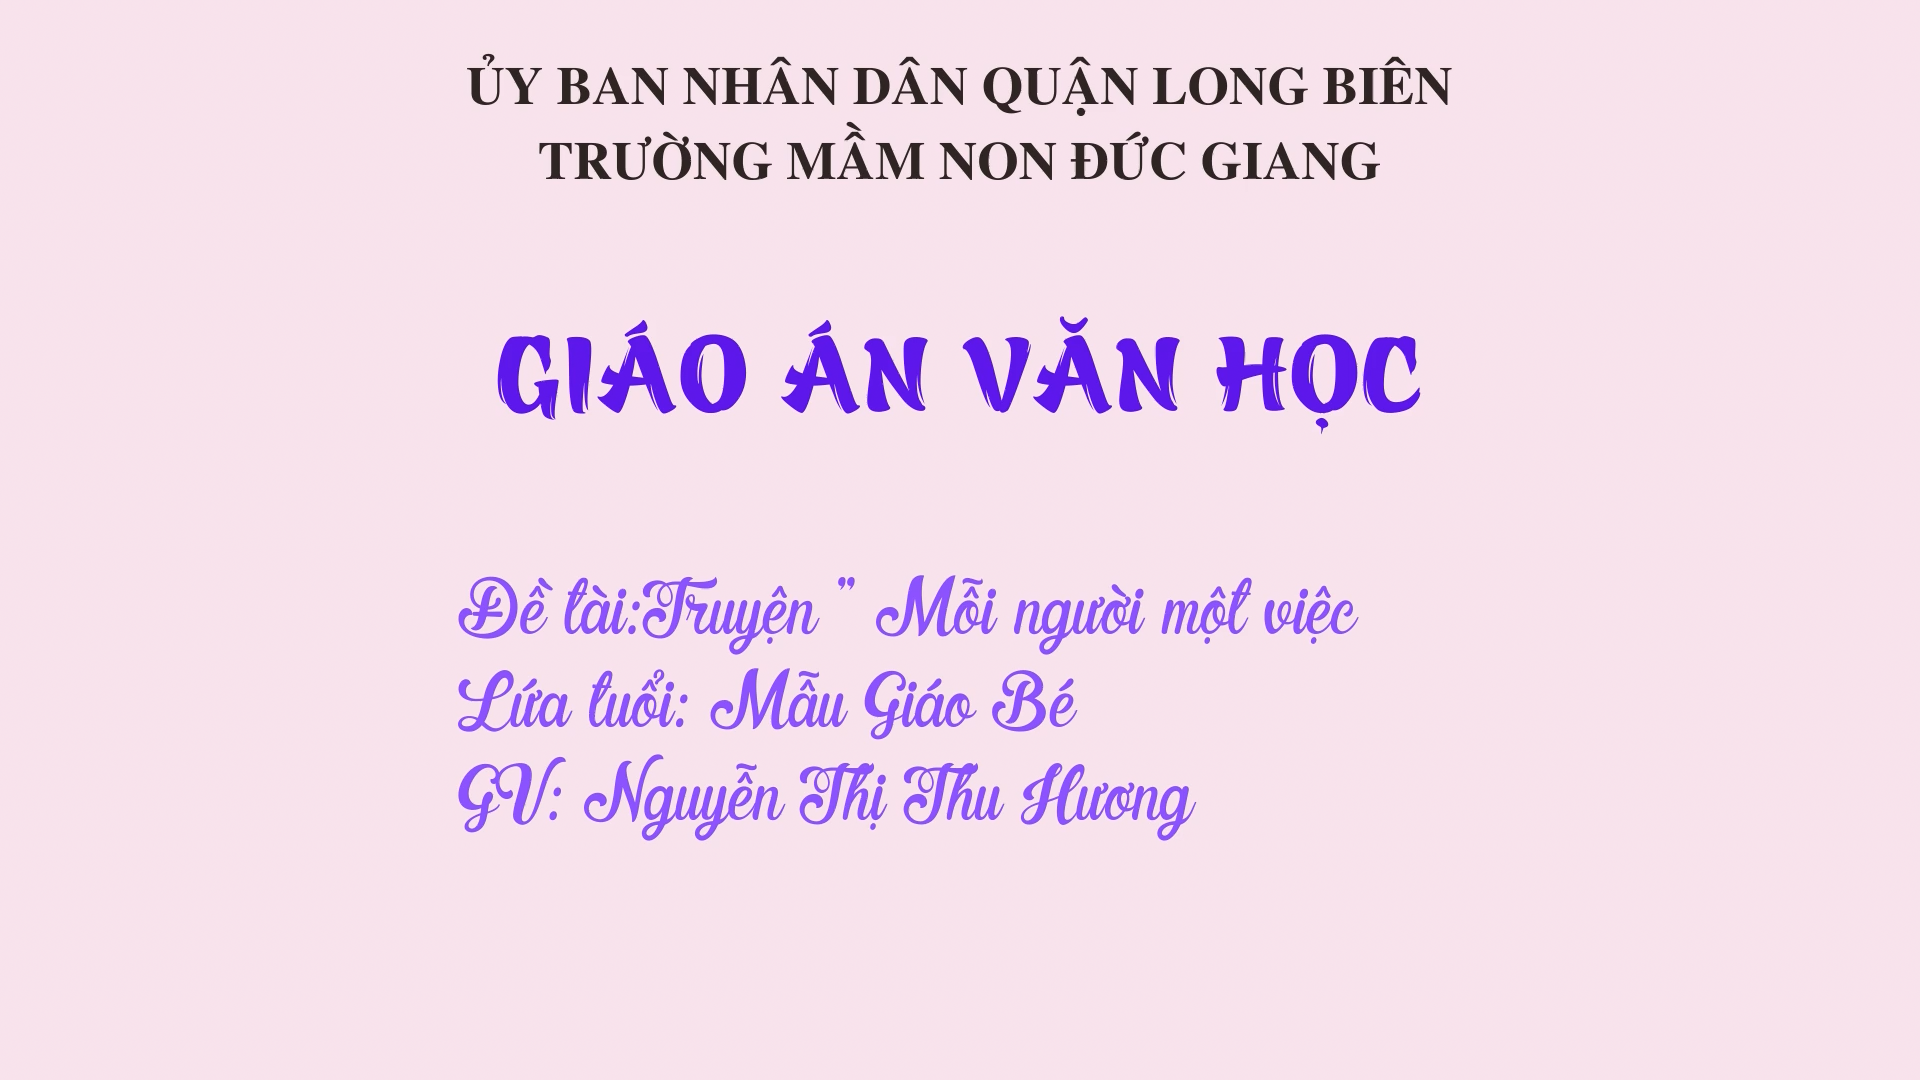 ỦY BAN NHÂN DÂN QUẬN LONG BIÊN
TRƯỜNG MẦM NON ĐỨC GIANG
GIÁO ÁN VĂN HỌC
Đề tài:Truyện " Mỗi người một việc
Lứa tuổi: Mẫu Giáo Bé
GV: Nguyễn Thị Thu Hương